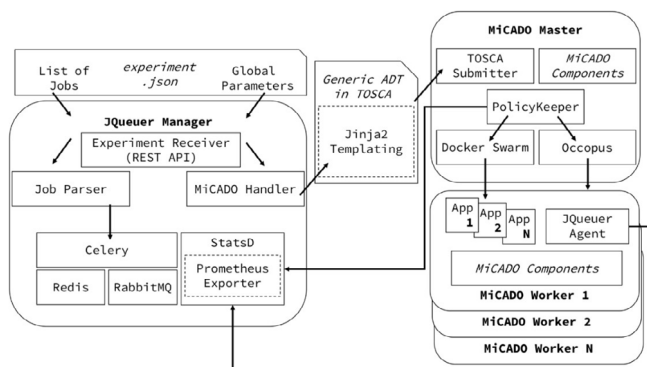 List of
Jobs
experiment
.json
Global
Parameters
JQueuer Manager
Experiment Receiver
(REST API)
Job Parser
MiCADO Handler
Celery
Redis
RabbitMQ
StatsD
Prometheus
Exporter
Generic ADT
in TOSCA
Jinja2
Templating
MiCADO Master
TOSCA
Submitter
MiCADO
Components
PolicyKeeper
Docker Swarm
Occopus
App
1
App
2
App
N
JQueuer
Agent
MiCADO Components
MiCADO Worker 1
MiCADO Worker 2
MiCADO Worker N